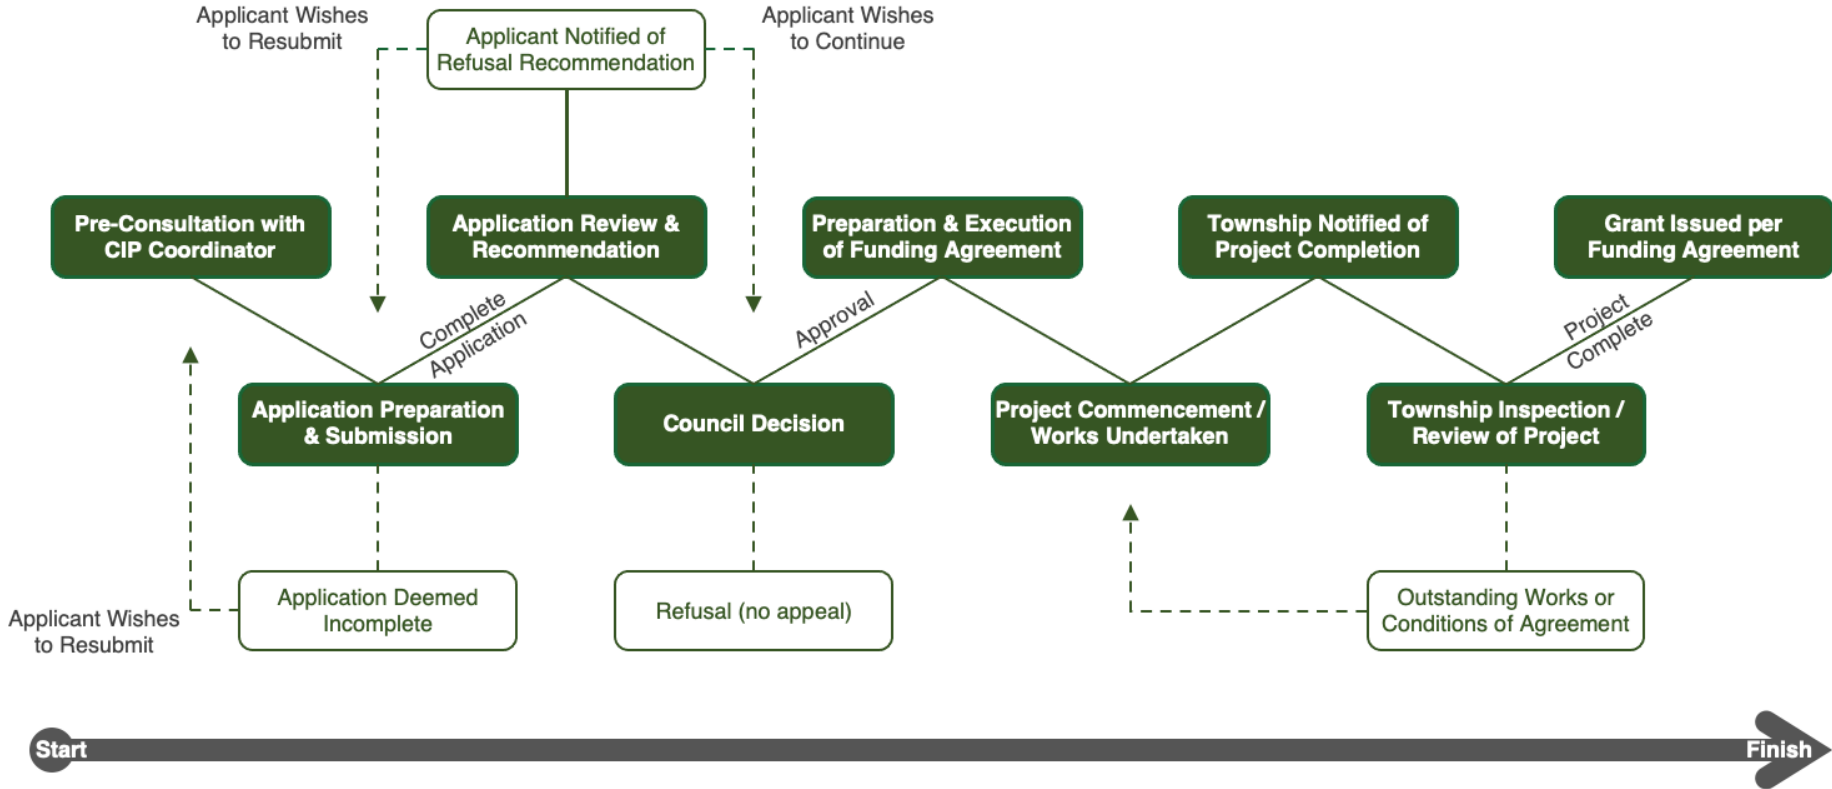 Applicant Wishes
to Resubmit
Applicant Notified of
Refusal Recommendation
Applicant Wishes
to Continue
Pre-Consultation with
CIP Coordinator
Application Review &
Recommendation
Preparation & Execution
of Funding Agreement
Township Notified of
Project Completion
Grant Issued per
Funding Agreement
Complete
Application
Approval
Project
Complete
Application Preparation
& Submission
Council Decision
Project Commencement /
Works Undertaken
Township Inspection /
Review of Project
Applicant Wishes
to Resubmit
Application Deemed
Incomplete
Refusal (no appeal)
Outstanding Works or
Conditions of Agreement
Start
Finish